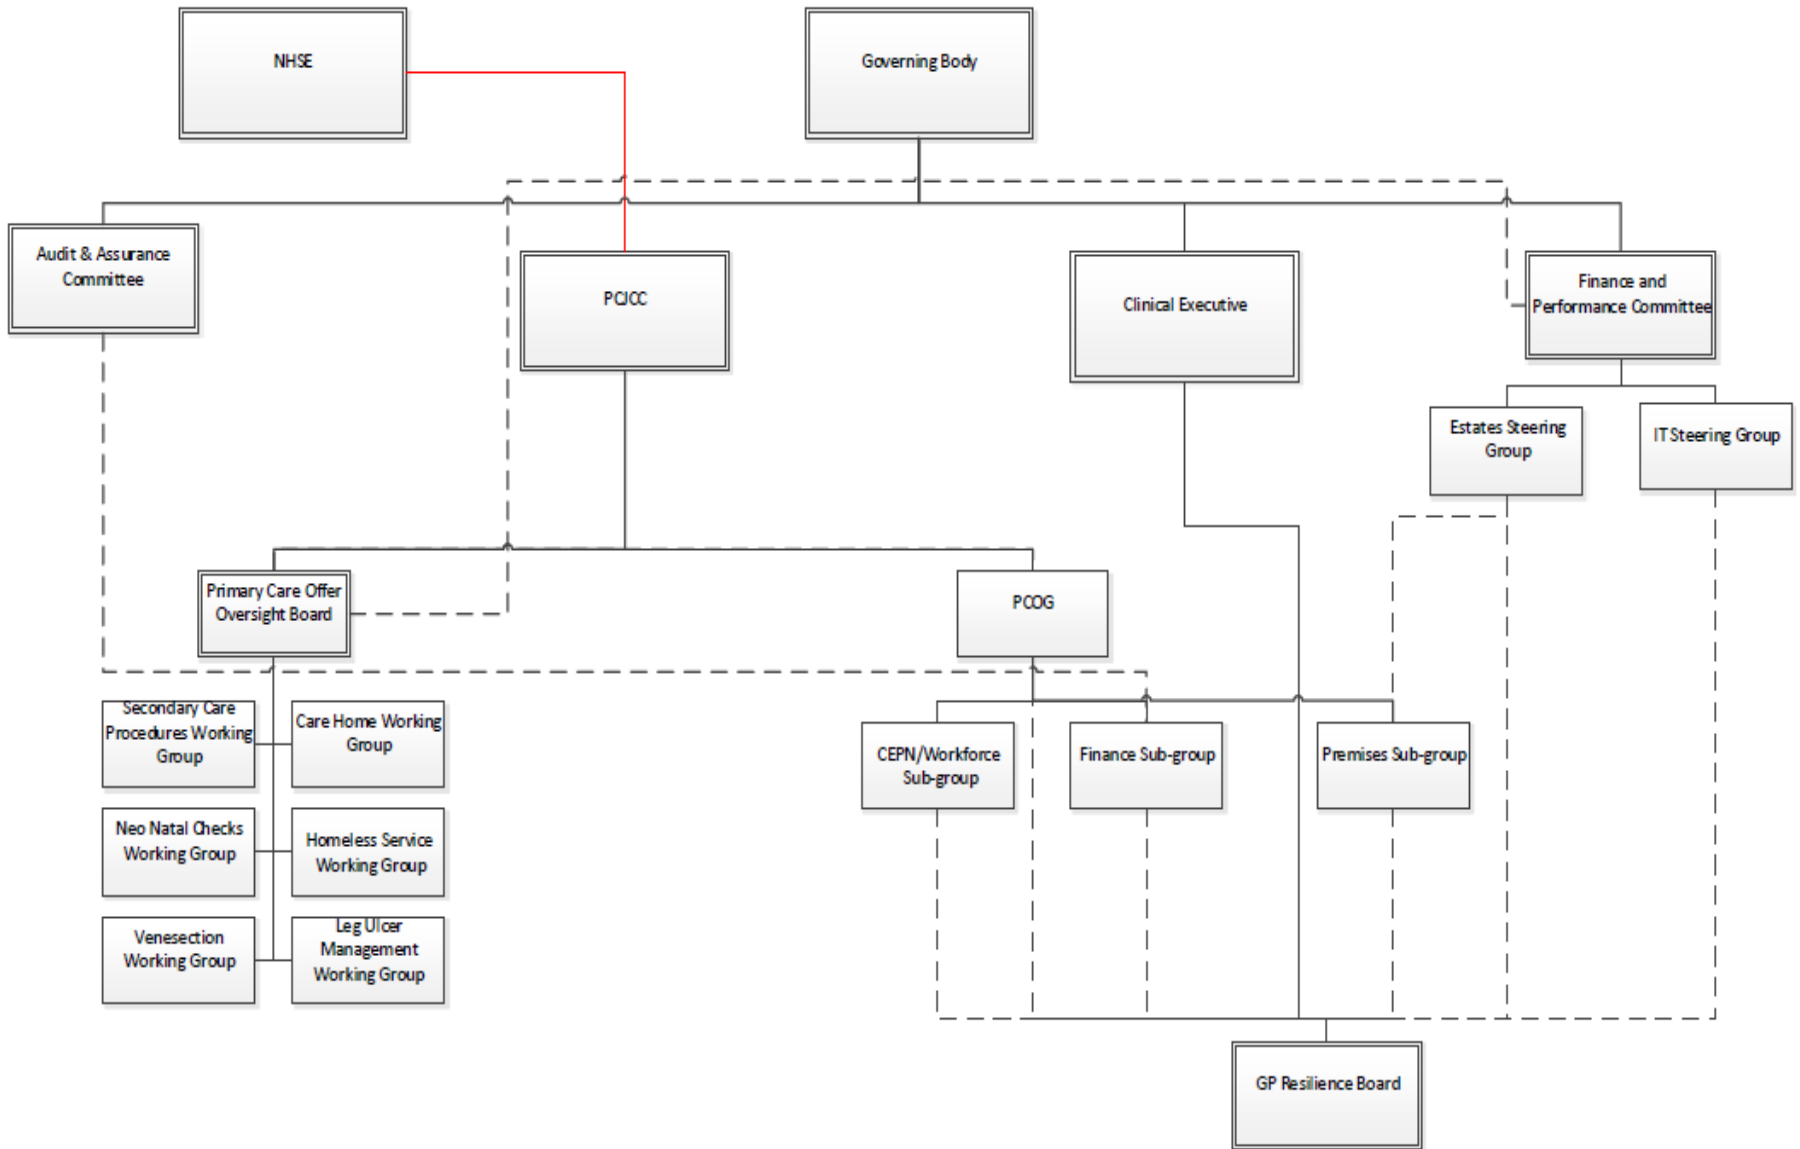 NHSE
Governing Body
Audit & Assurance
Committee
PCJCC
Clinical Executive
Finance and
Performance Committee
Estates Steering
Group
IT Steering Group
Primary Care Offer
Oversight Board
PCOG
Secondary Care
Procedures Working
Group
Care Home Working
Group
CEPN/Workforce
Sub-group
Finance Sub-group
Premises Sub-group
Neo Natal Checks
Working Group
Homeless Service
Working Group
Venesection
Working Group
Leg Ulcer
Management
Working Group
GP Resilience Board